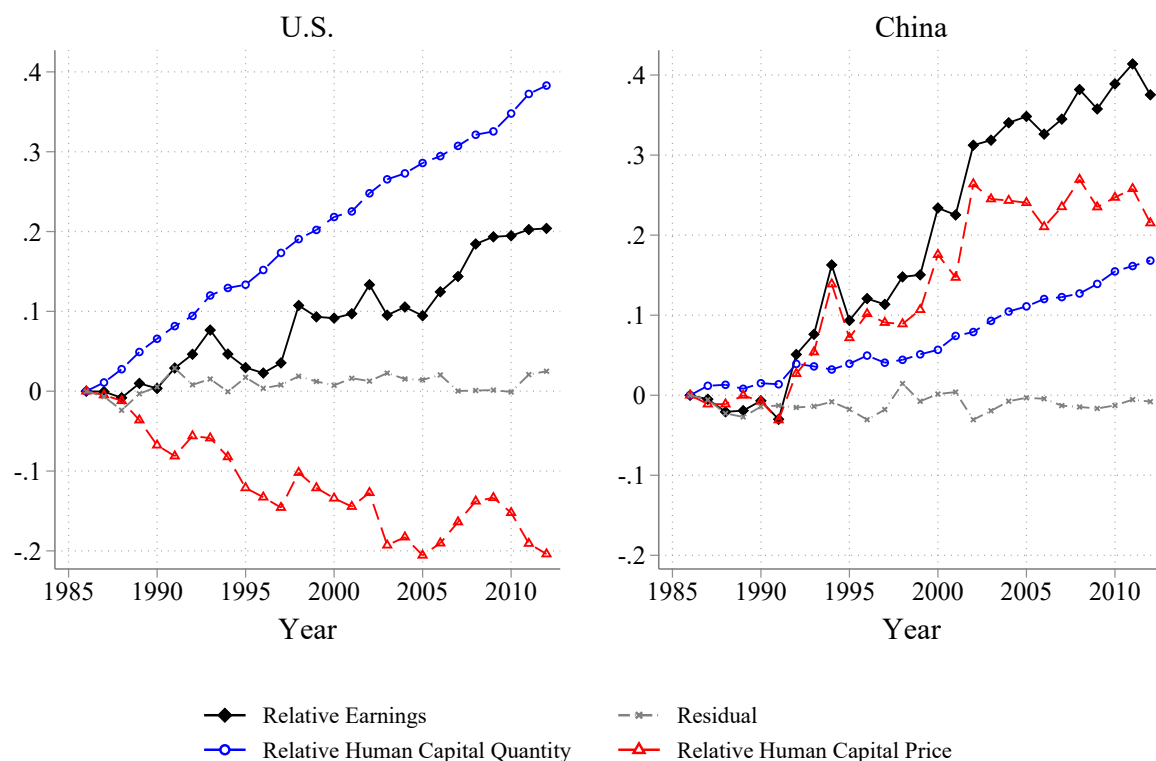 U.S.
China
.4
.3
.2
.1
0
-.1
-.2
1985 1990 1995 2000 2005 2010
Year
.4
.3
.2
.1
0
-.1
-.2
1985 1990 1995 2000 2005 2010
Year
Relative Earnings
Residual
Relative Human Capital Quantity
Relative Human Capital Price